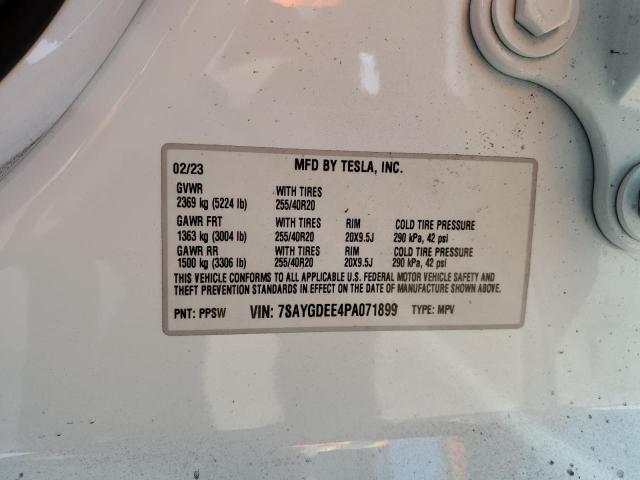 02/23 MFD BY TESLA, INC.
GVWR WITH TIRES
2369 kg (5224 lb) 255/40R20
GAWR FRT WITH TIRES RIM COLD TIRE PRESSURE
1363 kg (3004 lb) 255/40R20 20X9.5J 290 kPa, 42 psi
GAWR RR WITH TIRES RIM COLD TIRE PRESSURE
1500 kg (3306 lb) 255/40R20 20X9.5J 290 kPa, 42 psi
THIS VEHICLE CONFORMS TO ALL APPLICABLE U.S. FEDERAL MOTOR VEHICLE SAFETY AND
THEFT PREVENTION STANDARDS IN EFFECT ON THE DATE OF MANUFACTURE SHOWN ABOVE.
PNT: PPSW VIN: 7SAYGDEE4PA071899 TYPE: MPV